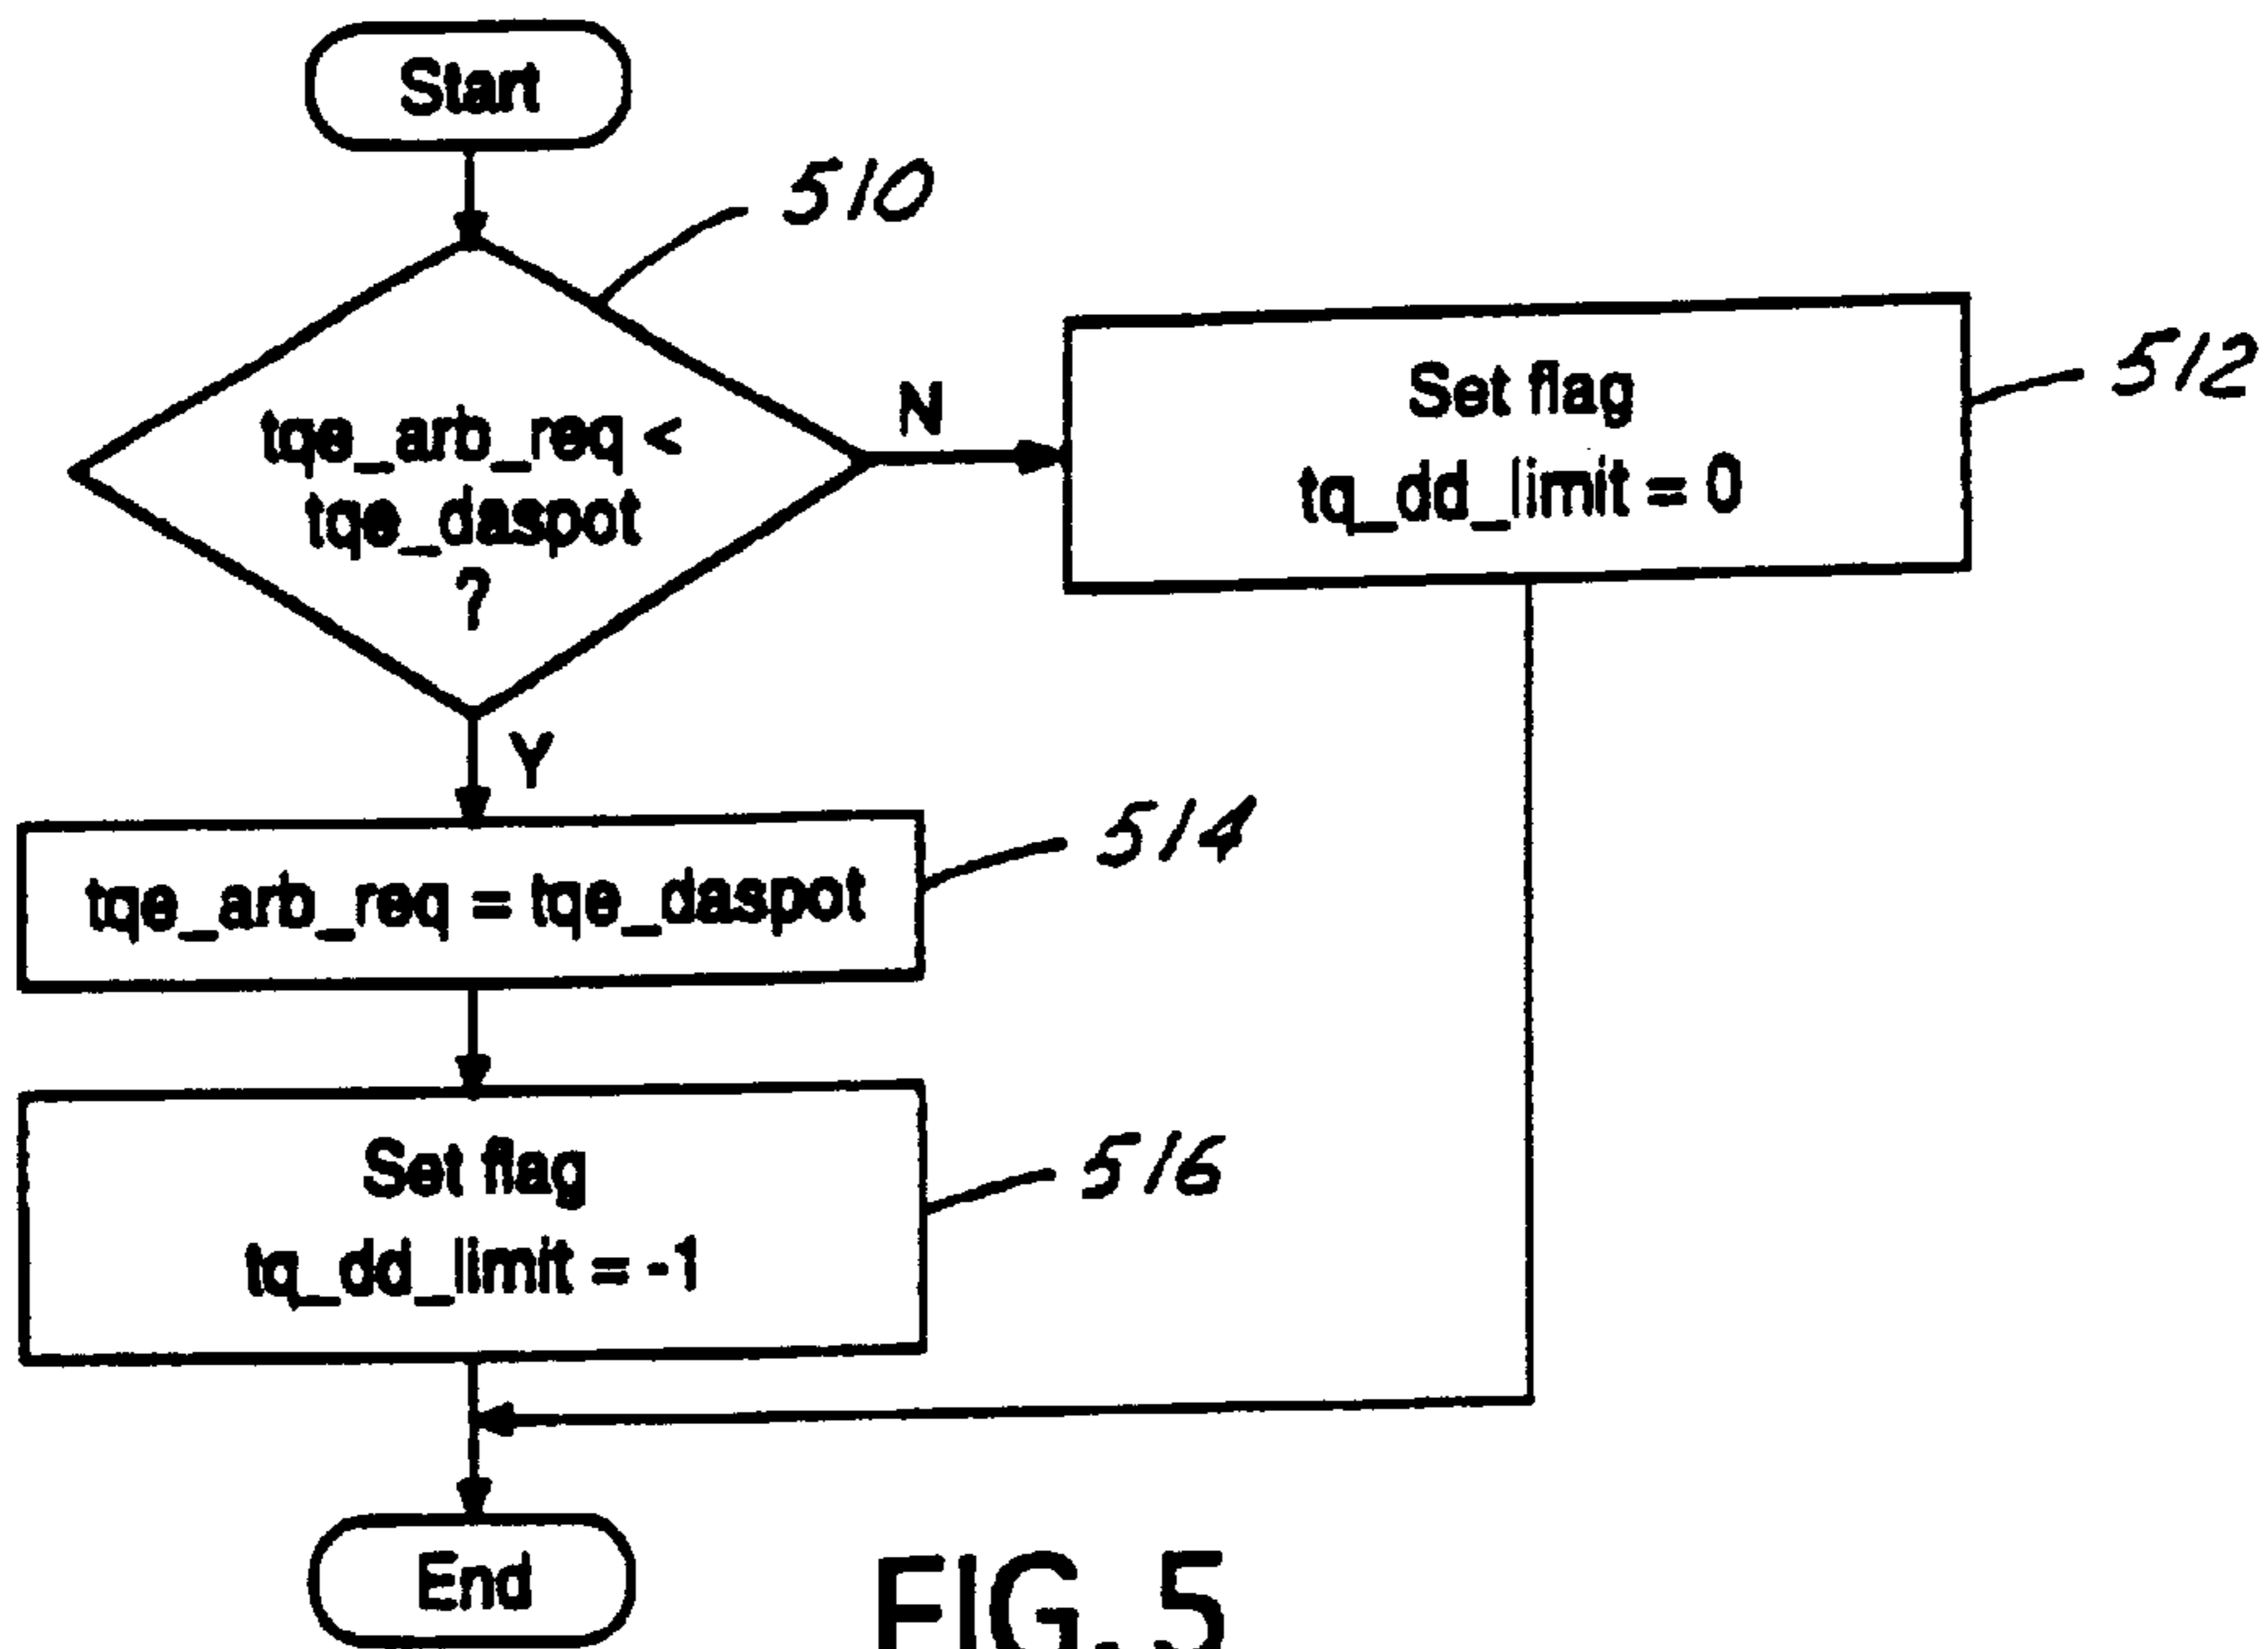 Start
510
tqe_arb_req <
tqe_daspot
?
N
Set flag
tq_dd_limit = 0
512
Y
tqe_arb_req = tqe_daspot
514
Set flag
tq_dd_limit = -1
516
End
FIG. 5